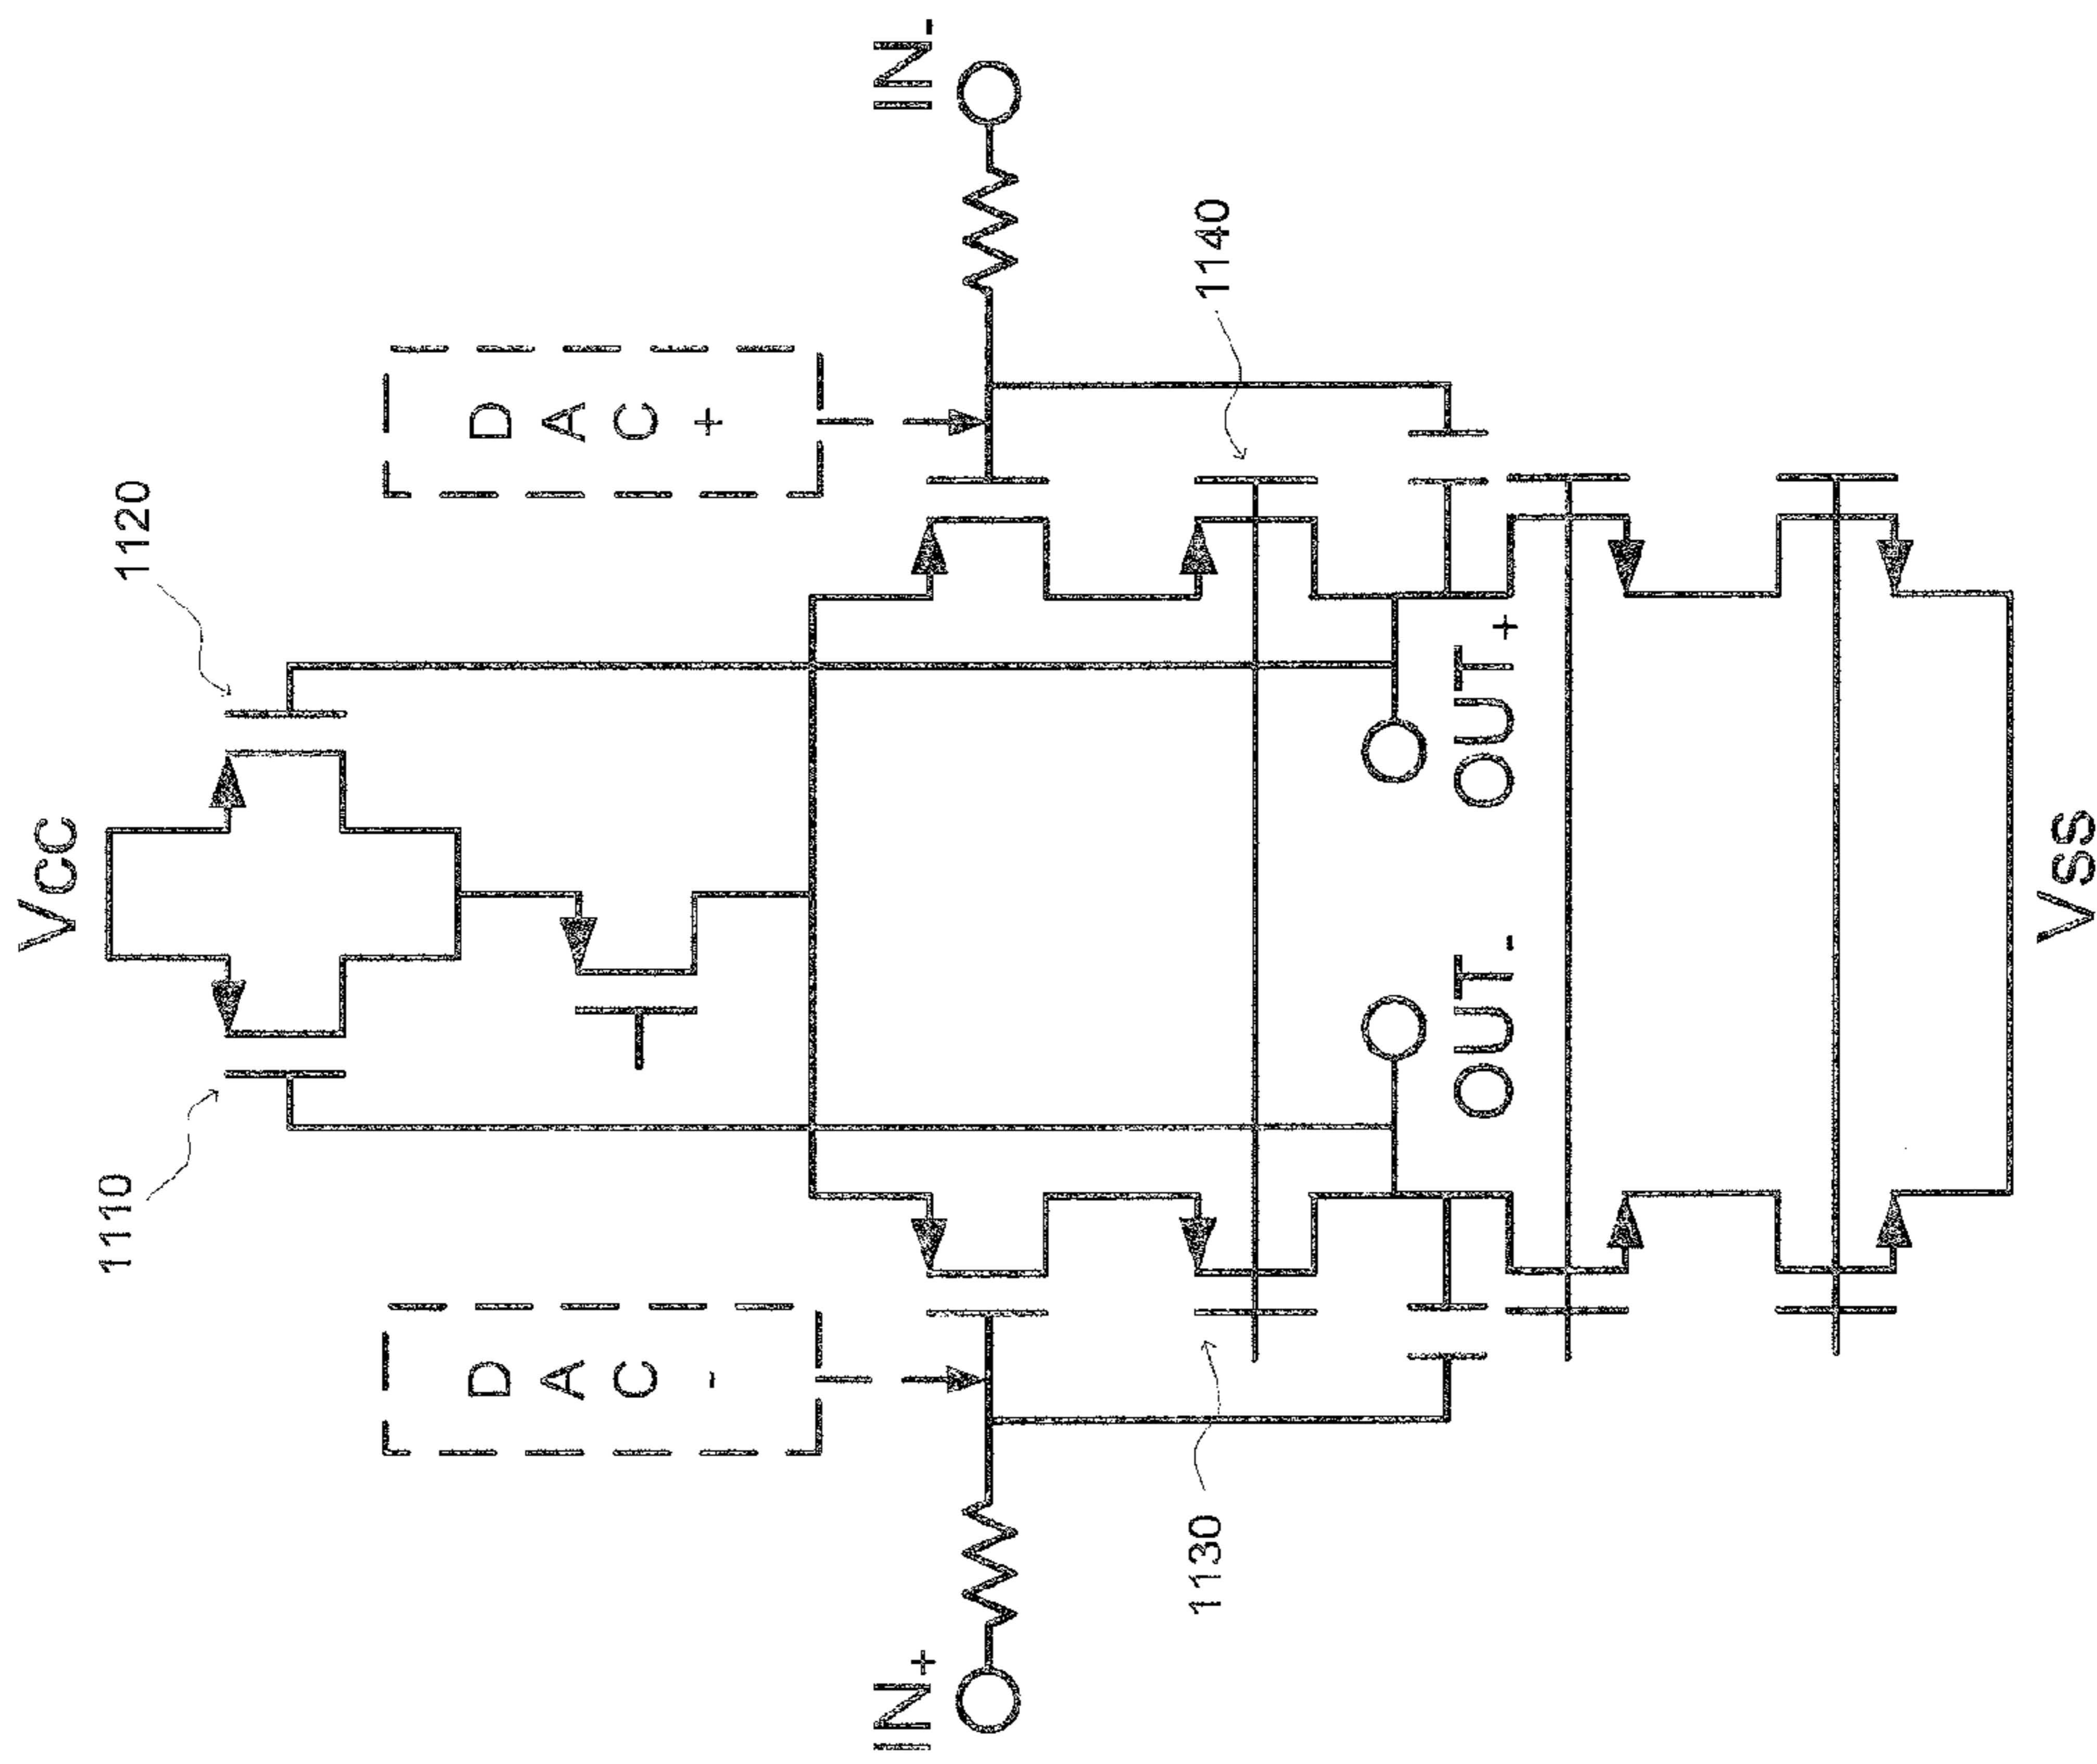 Vcc
1110
1120
DAC-
DAC+
IN+
IN-
1130
1140
OUT-
OUT+
Vss